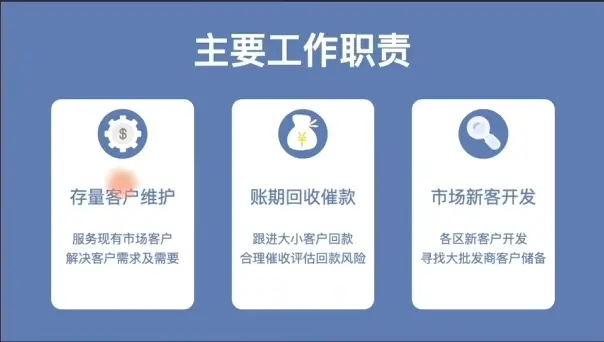 主要工作职责
存量客户维护
服务现有市场客户
解决客户需求及需要
账期回收催款
跟进大小客户回款
合理催收评估回款风险
市场新客开发
各区新客户开发
寻找大批发商客户储备